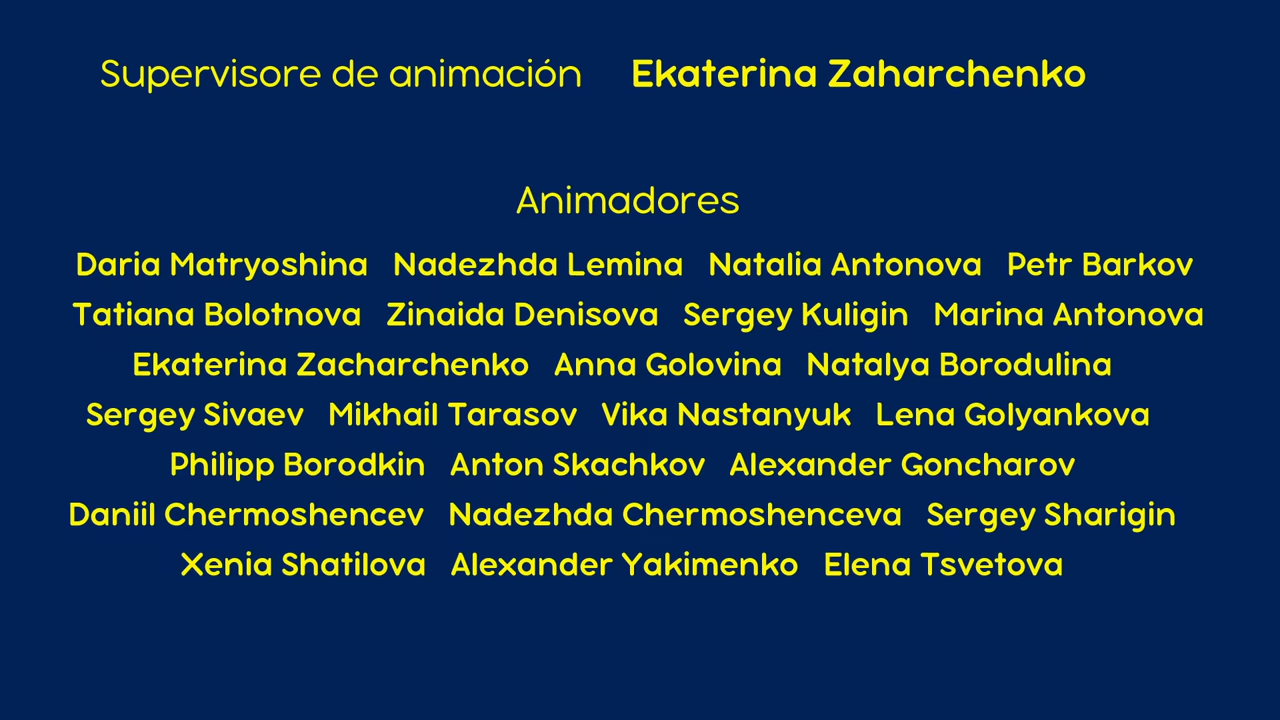 Supervisore de animación Ekaterina Zaharchenko
Animadores
Daria Matryoshina Nadezhda Lemina Natalia Antonova Petr Barkov
Tatiana Bolotnova Zinaida Denisova Sergey Kuligin Marina Antonova
Ekaterina Zacharchenko Anna Golovina Natalya Borodulina
Sergey Sivaev Mikhail Tarasov Vika Nastanyuk Lena Golyankova
Philipp Borodkin Anton Skachkov Alexander Goncharov
Daniil Chermoshencev Nadezhda Chermoshenceva Sergey Sharigin
Xenia Shatilova Alexander Yakimenko Elena Tsvetova